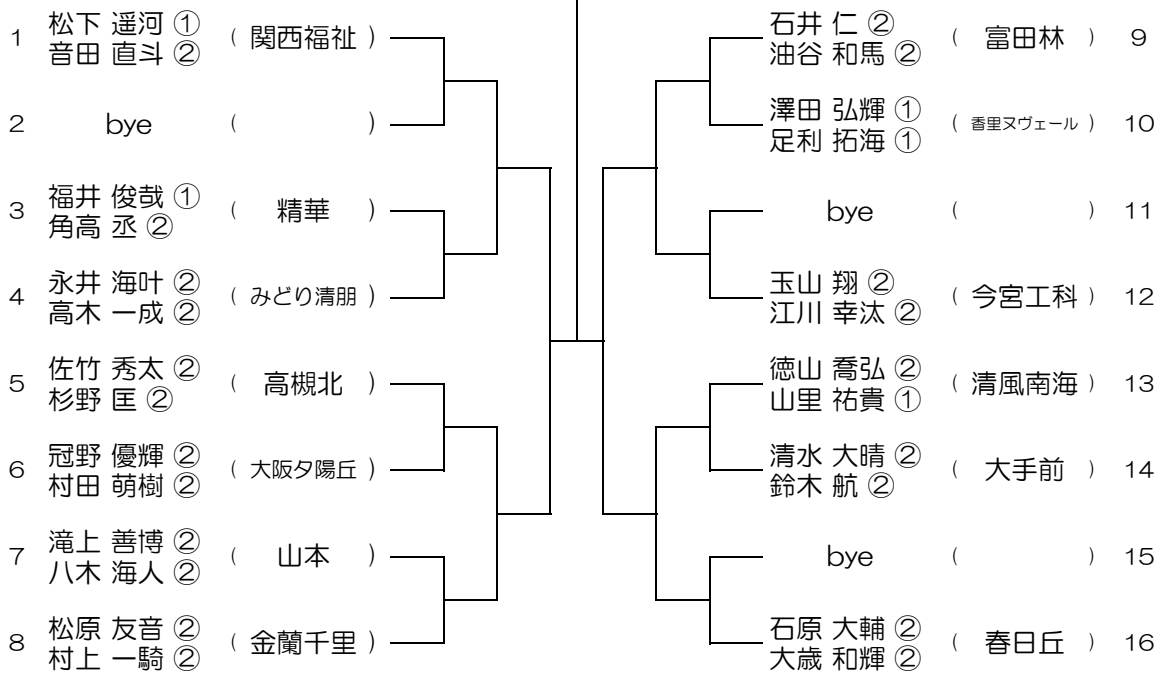 1 松下 遥河 ① ( 関西福祉 )
音田 直斗 ②
2 bye ( )
3 福井 俊哉 ① ( 精華 )
角高 丞 ②
4 永井 海叶 ② ( みどり清朋 )
高木 一成 ②
5 佐竹 秀太 ② ( 高槻北 )
杉野 匡 ②
6 冠野 優輝 ② ( 大阪夕陽丘 )
村田 萌樹 ②
7 滝上 善博 ② ( 山本 )
八木 海人 ②
8 松原 友音 ② ( 金蘭千里 )
村上 一騎 ②
石井 仁 ② ( 富田林 ) 9
油谷 和馬 ②
澤田 弘輝 ① ( 香里ヌヴェール ) 10
足利 拓海 ①
bye ( ) 11
玉山 翔 ② ( 今宮工科 ) 12
江川 幸汰 ②
徳山 喬弘 ② ( 清風南海 ) 13
山里 祐貴 ①
清水 大晴 ② ( 大手前 ) 14
鈴木 航 ②
bye ( ) 15
石原 大輔 ② ( 春日丘 ) 16
大歳 和輝 ②